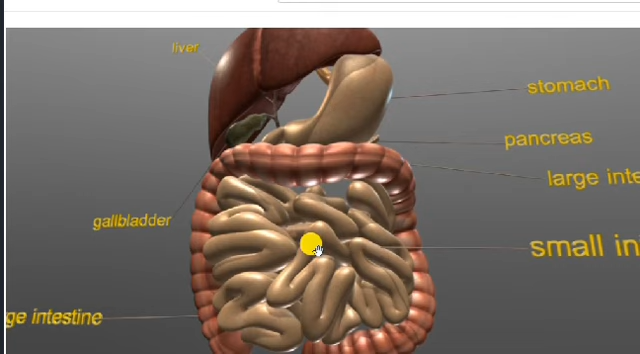 liver
stomach
pancreas
large inte
gallbladder
small in
ge intestine